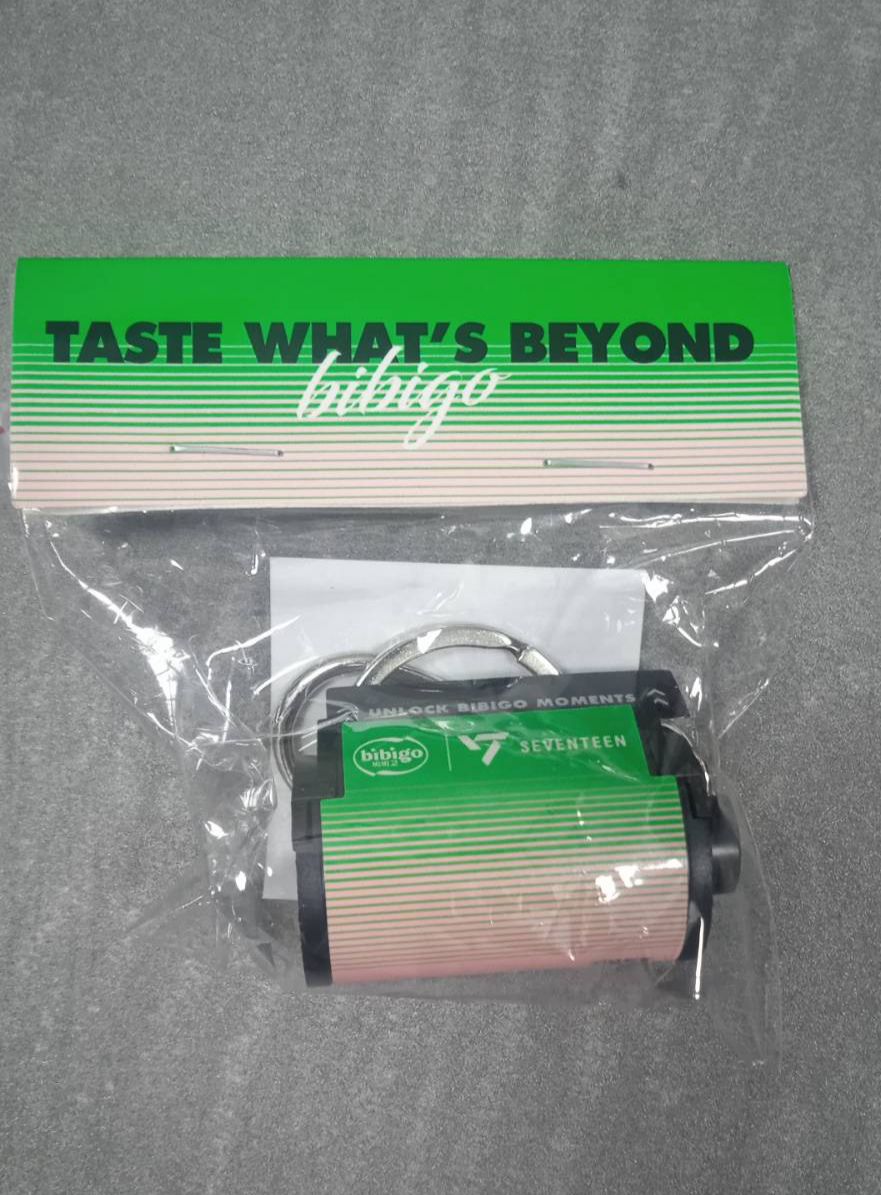 TASTE WHAT'S BEYOND
bibigo
UNLOCK BIBIGO MOMENTS
bibigo
SEVENTEEN